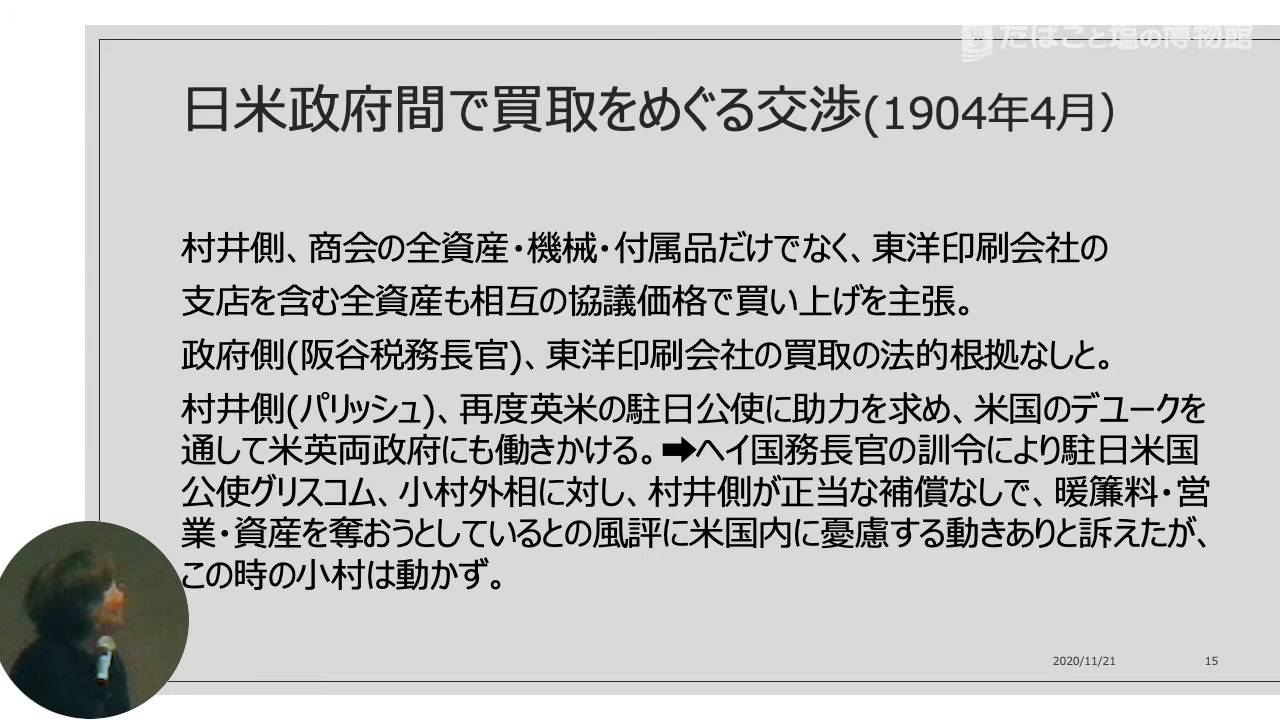 たばこと塩の博物館
日米政府間で買取をめぐる交渉(1904年4月）
村井側、商会の全資産・機械・付属品だけでなく、東洋印刷会社の
支店を含む全資産も相互の協議価格で買い上げを主張。
政府側(阪谷税務長官)、東洋印刷会社の買取の法的根拠なしと。
村井側(パリッシュ)、再度英米の駐日公使に助力を求め、米国のデユークを
通して米英両政府にも働きかける。➡ヘイ国務長官の訓令により駐日米国
公使グリスコム、小村外相に対し、村井側が正当な補償なしで、暖簾料・営
業・資産を奪おうとしているとの風評に米国内に憂慮する動きありと訴えたが、
この時の小村は動かず。
2020/11/21
15